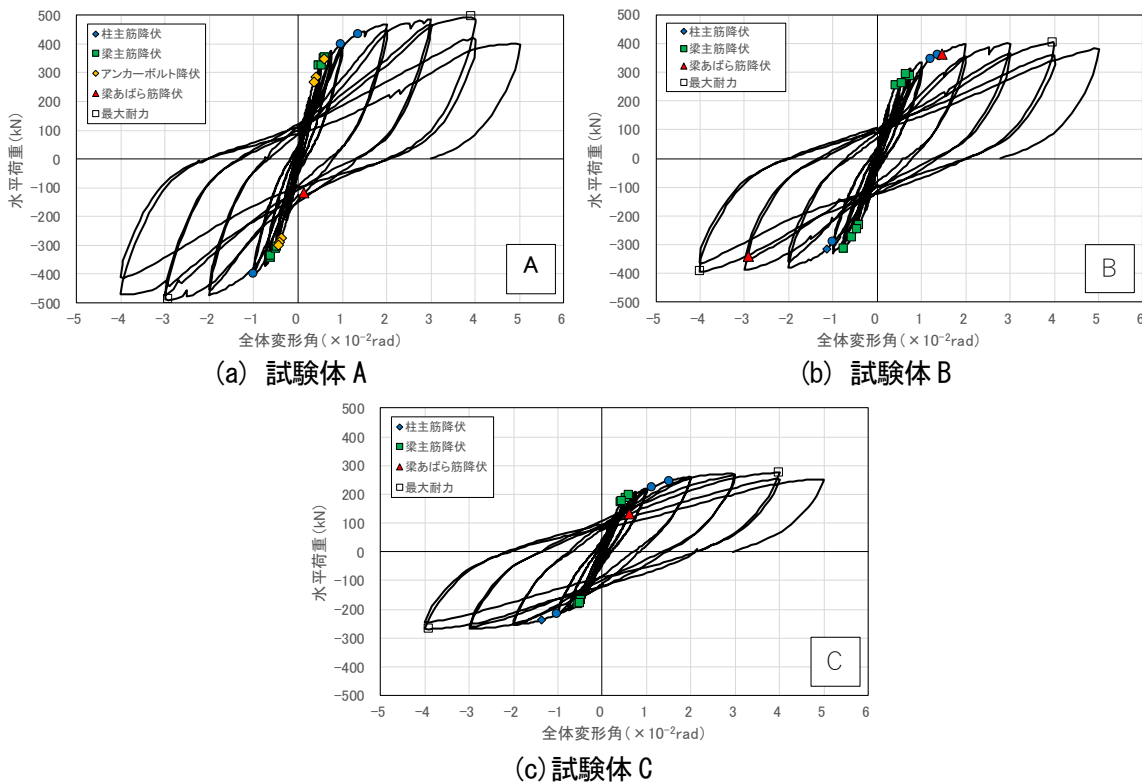 500
400
300
200
100
0
-100
-200
-300
-400
-500
水平荷重(kN)
柱主筋降伏
梁主筋降伏
アンカーボルト降伏
梁あばら筋降伏
最大耐力
A
-5 -4 -3 -2 -1 0 1 2 3 4 5 6
全体変形角(×10⁻²rad)
(a) 試験体 A
500
400
300
200
100
0
-100
-200
-300
-400
-500
水平荷重(kN)
柱主筋降伏
梁主筋降伏
梁あばら筋降伏
最大耐力
B
-5 -4 -3 -2 -1 0 1 2 3 4 5 6
全体変形角(×10⁻²rad)
(b) 試験体 B
500
400
300
200
100
0
-100
-200
-300
-400
-500
水平荷重(kN)
柱主筋降伏
梁主筋降伏
梁あばら筋降伏
最大耐力
C
-5 -4 -3 -2 -1 0 1 2 3 4 5 6
全体変形角(×10⁻²rad)
(c)試験体 C